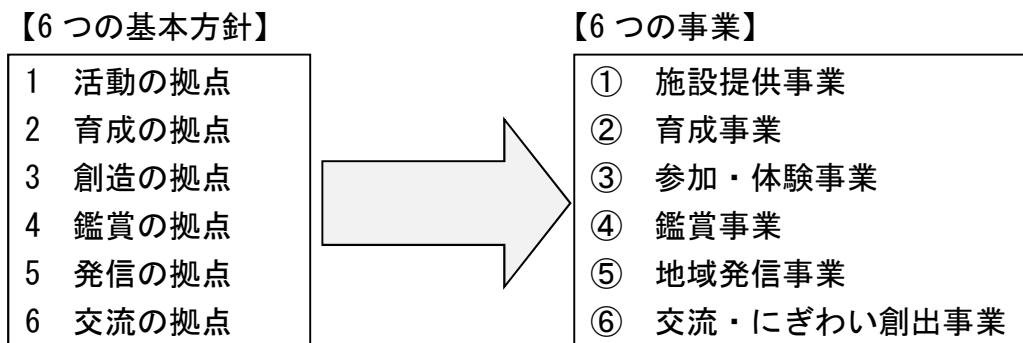 【6つの基本方針】
1 活動の拠点
2 育成の拠点
3 創造の拠点
4 鑑賞の拠点
5 発信の拠点
6 交流の拠点
【6つの事業】
① 施設提供事業
② 育成事業
③ 参加・体験事業
④ 鑑賞事業
⑤ 地域発信事業
⑥ 交流・にぎわい創出事業